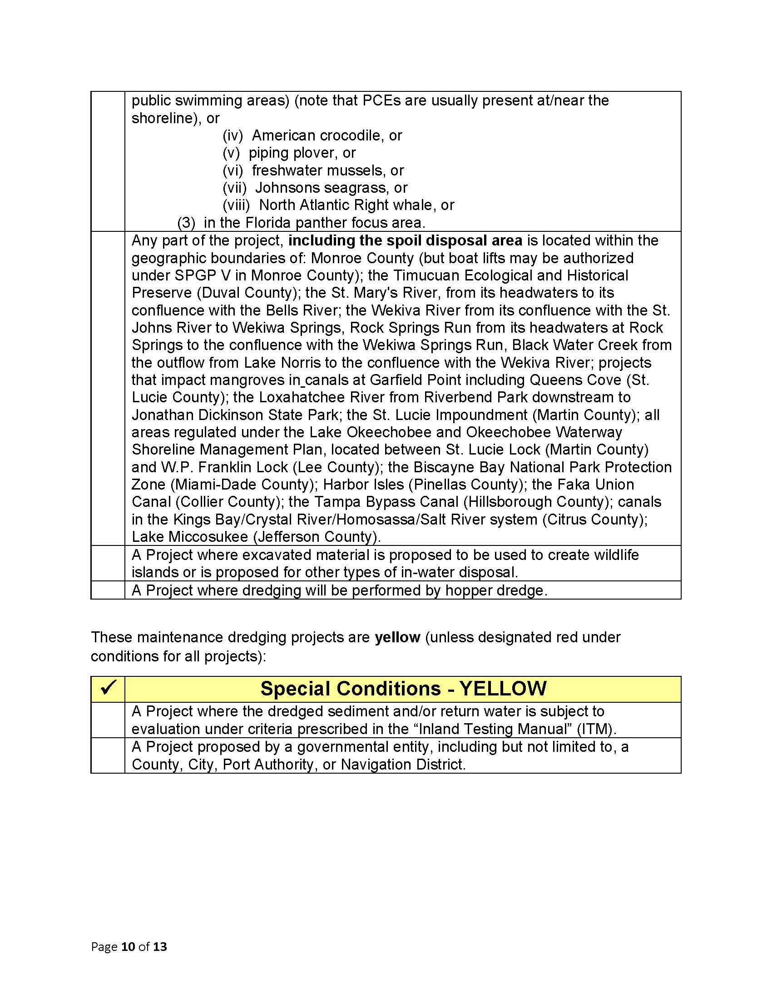 public swimming areas) (note that PCEs are usually present at/near the
shoreline), or
(iv) American crocodile, or
(v) piping plover, or
(vi) freshwater mussels, or
(vii) Johnsons seagrass, or
(viii) North Atlantic Right whale, or
(3) in the Florida panther focus area.
Any part of the project, including the spoil disposal area is located within the
geographic boundaries of: Monroe County (but boat lifts may be authorized
under SPGP V in Monroe County); the Timucuan Ecological and Historical
Preserve (Duval County); the St. Mary's River, from its headwaters to its
confluence with the Bells River; the Wekiva River from its confluence with the St.
Johns River to Wekiwa Springs, Rock Springs Run from its headwaters at Rock
Springs to the confluence with the Wekiwa Springs Run, Black Water Creek from
the outflow from Lake Norris to the confluence with the Wekiva River; projects
that impact mangroves in canals at Garfield Point including Queens Cove (St.
Lucie County); the Loxahatchee River from Riverbend Park downstream to
Jonathan Dickinson State Park; the St. Lucie Impoundment (Martin County); all
areas regulated under the Lake Okeechobee and Okeechobee Waterway
Shoreline Management Plan, located between St. Lucie Lock (Martin County)
and W.P. Franklin Lock (Lee County); the Biscayne Bay National Park Protection
Zone (Miami-Dade County); Harbor Isles (Pinellas County); the Faka Union
Canal (Collier County); the Tampa Bypass Canal (Hillsborough County); canals
in the Kings Bay/Crystal River/Homosassa/Salt River system (Citrus County);
Lake Miccosukee (Jefferson County).
A Project where excavated material is proposed to be used to create wildlife
islands or is proposed for other types of in-water disposal.
A Project where dredging will be performed by hopper dredge.
These maintenance dredging projects are yellow (unless designated red under
conditions for all projects):
✓ Special Conditions - YELLOW
A Project where the dredged sediment and/or return water is subject to
evaluation under criteria prescribed in the “Inland Testing Manual” (ITM).
A Project proposed by a governmental entity, including but not limited to, a
County, City, Port Authority, or Navigation District.
Page 10 of 13